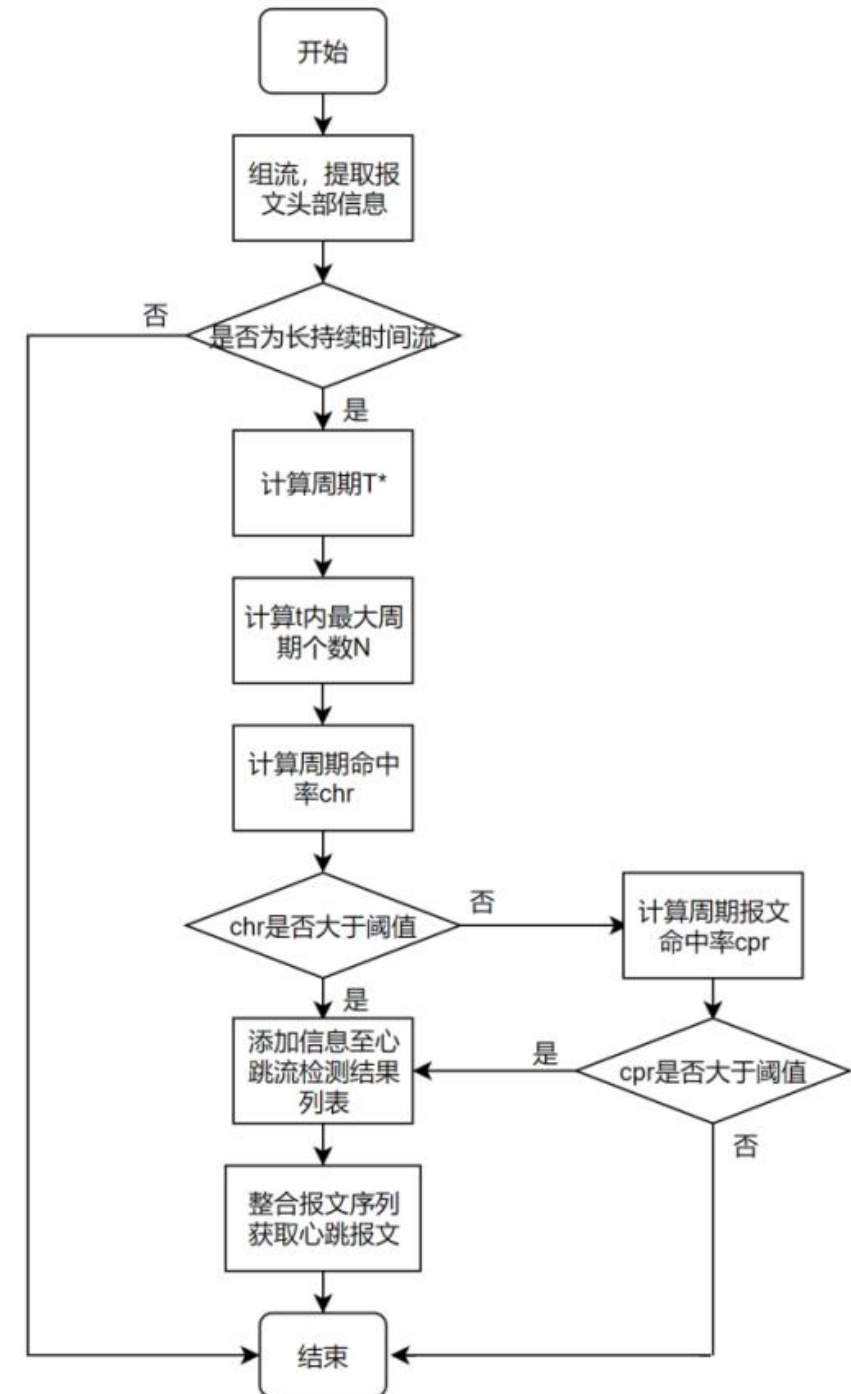 开始
组流，提取报
文头部信息
否
是否为长持续时间流
是
计算周期T*
计算t内最大周
期个数N
计算周期命中
率chr
chr是否大于阈值
否
计算周期报文
命中率cpr
是
添加信息至心
跳流检测结果
列表
是
cpr是否大于阈值
否
整合报文序列
获取心跳报文
结束